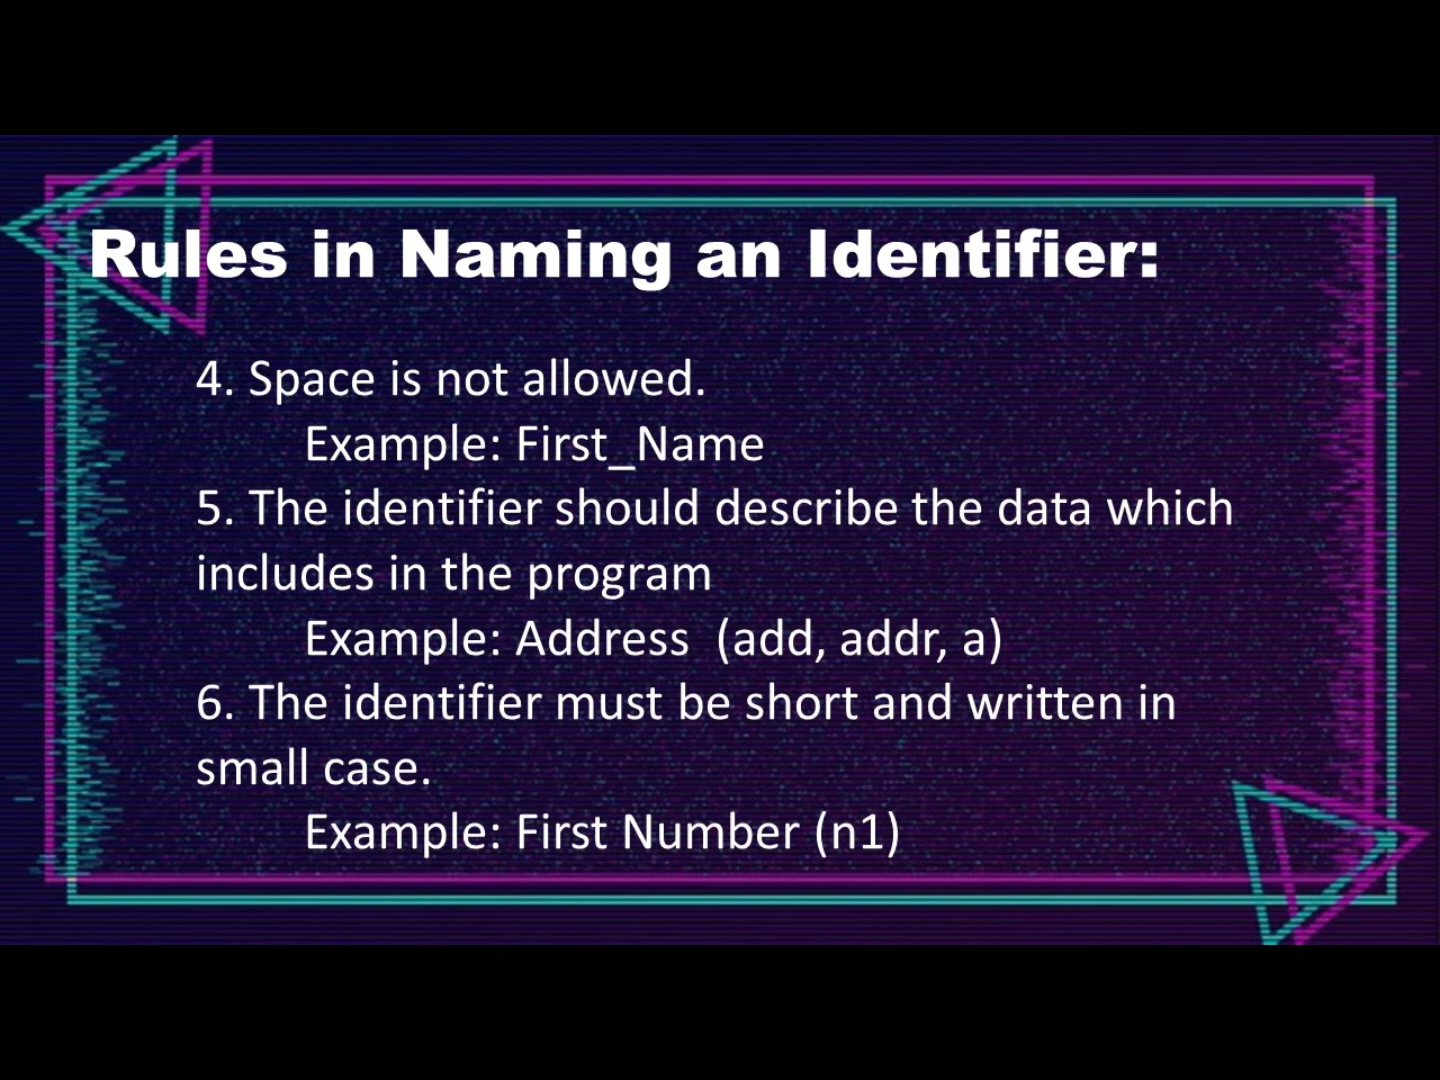 Rules in Naming an Identifier:
4. Space is not allowed.
Example: First_Name
5. The identifier should describe the data which
includes in the program
Example: Address  (add, addr, a)
6. The identifier must be short and written in
small case.
Example: First Number (n1)